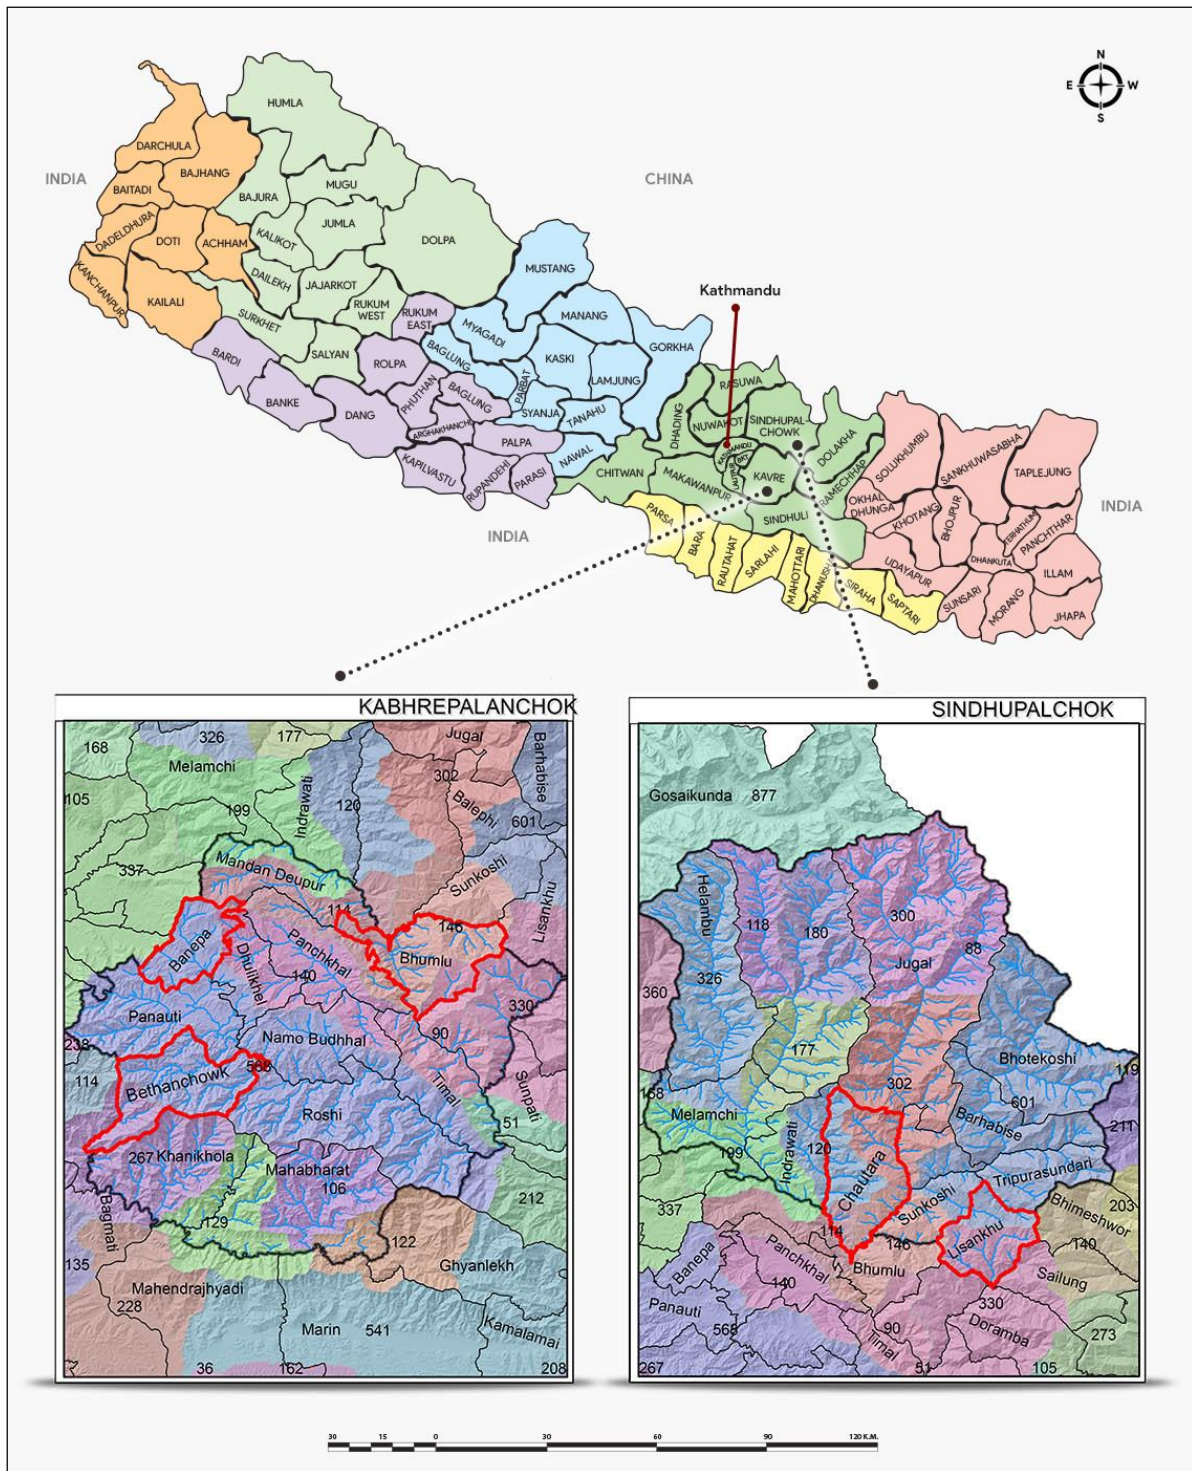 N
E W
S
HUMLA
DARCHULA
BAJHANG
INDIA
CHINA
BAITADI
BAJURA
MUGU
DADELDHURA
DOTI
ACHHAM
KALIKOT
JUMLA
DOLPA
MUSTANG
KANCHANPUR
KAILALI
DAILEKH
JAJARKOT
RUKUM
WEST
RUKUM
EAST
SURKHET
SALYAN
MYAGADI
MANANG
GORKHA
Kathmandu
BARDI
ROLPA
BAGLUNG
PARBAT
KASKI
LAMJUNG
RASUWA
BANKE
DANG
PHUTHAN
BAGLUNG
SYANJA
TANAHU
DHADING
NUWAKOT
SINDHUPAL-
CHOWK
DOLAKHA
ARGHAKHANCHI
PALPA
NAWAL
KATHMANDU
BKT
LALITPUR
KAVRE
RAMECHHAP
SOLUKHUMBU
SANKHUWASABHA
TAPLEJUNG
KAPILVASTU
RUPANDEHI
PARASI
CHITWAN
MAKAWANPUR
SINDHULI
OKHAL
DHUNGA
KHOTANG
BHOJPUR
TERHATHUM
PANCHTHAR
INDIA
INDIA
PARSA
BARA
RAUTAHAT
SARLAHI
MAHOTTARI
DHANUSHA
SIRAHA
SAPTARI
UDAYAPUR
DHANKUTA
ILLAM
SUNSARI
MORANG
JHAPA
KABHREPALANCHOK
168
326
177
Jugal
Barhabise
Melamchi
302
105
199
Indrawati
120
Balephi
601
337
Mandan Deupur
Sunkoshi
114
146
Lisankhu
Banepa
Dhulikhel
Panchkhal
140
Bhumlu
Panauti
330
238
Namo Budhhal
90
114
Bethanchowk
568
Timal
Sunpati
Roshi
51
267
Khanikhola
Mahabharat
106
212
Bagmati
129
122
135
Ghyanlekh
Mahendrajhyadi
228
Marin
541
Kamalamai
36
162
208
SINDHUPALCHOK
Gosaikunda
877
Helambu
118
180
300
88
326
Jugal
360
177
Bhotekoshi
119
302
168
601
Melamchi
Barhabise
211
199
Indrawati
120
Chautara
Tripurasundari
337
Sunkoshi
Lisankhu
Bhimeshwor
203
114
146
140
Banepa
Panchkhal
Bhumlu
Sailung
140
330
Panauti
568
90
Doramba
273
Timal
267
51
105
30 15 0 30 60 90 120 K.M.